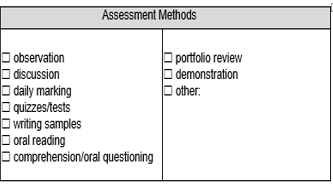 Assessment Methods
☐ observation
☐ discussion
☐ daily marking
☐ quizzes/tests
☐ writing samples
☐ oral reading
☐ comprehension/oral questioning
☐ portfolio review
☐ demonstration
☐ other: